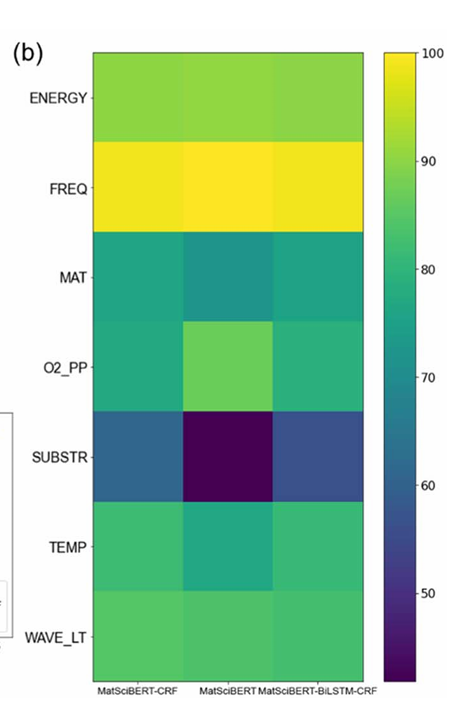 (b)
ENERGY
FREQ
MAT
O2_PP
SUBSTR
TEMP
WAVE_LT
MatSciBERT-CRF MatSciBERT MatSciBERT-BiLSTM-CRF
100
90
80
70
60
50